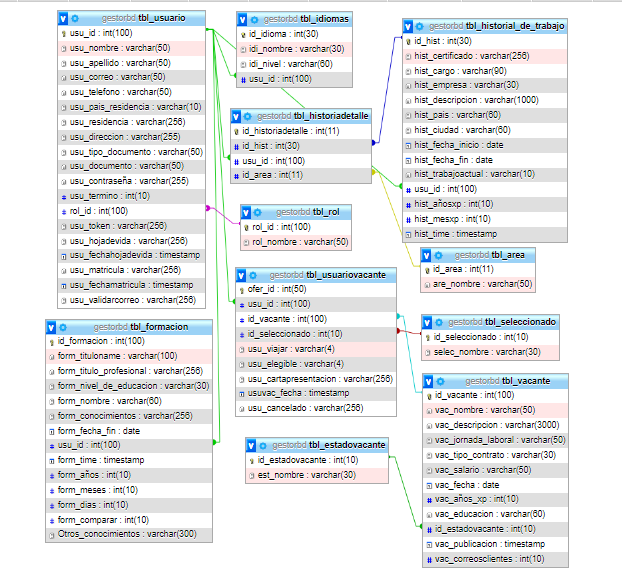 gestorbd tbl_usuario
usu_id : int(100)
usu_nombre : varchar(50)
usu_apellido : varchar(50)
usu_correo : varchar(50)
usu_telefono : varchar(50)
usu_pais_residencia : varchar(10)
usu_residencia : varchar(256)
usu_direccion : varchar(255)
usu_tipo_documento : varchar(50)
usu_documento : varchar(50)
usu_contraseña : varchar(255)
usu_termino : int(10)
rol_id : int(100)
usu_token : varchar(256)
usu_hojadevida : varchar(256)
usu_fechahojadevida : timestamp
usu_matricula : varchar(256)
usu_fechamatricula : timestamp
usu_validarcorreo : varchar(256)
gestorbd tbl_formacion
id_formacion : int(100)
form_tituloname : varchar(100)
form_titulo_profesional : varchar(256)
form_nivel_de_educacion : varchar(30)
form_nombre : varchar(60)
form_conocimientos : varchar(256)
form_fecha_fin : date
usu_id : int(100)
form_time : timestamp
form_años : int(10)
form_meses : int(10)
form_dias : int(10)
form_comparar : int(10)
Otros_conocimientos : varchar(300)
gestorbd tbl_idiomas
id_idioma : int(30)
idi_nombre : varchar(30)
idi_nivel : varchar(60)
usu_id : int(100)
gestorbd tbl_historiadetalle
id_historiadetalle : int(11)
id_hist : int(30)
usu_id : int(100)
id_area : int(11)
gestorbd tbl_rol
rol_id : int(100)
rol_nombre : varchar(50)
gestorbd tbl_usuariovacante
ofer_id : int(50)
usu_id : int(100)
id_vacante : int(100)
id_seleccionado : int(10)
usu_viajar : varchar(4)
usu_elegible : varchar(4)
usu_cartapresentacion : varchar(256)
usuvac_fecha : timestamp
usu_cancelado : varchar(256)
gestorbd tbl_estadovacante
id_estadovacante : int(10)
est_nombre : varchar(30)
gestorbd tbl_historial_de_trabajo
id_hist : int(30)
hist_certificado : varchar(256)
hist_cargo : varchar(90)
hist_empresa : varchar(30)
hist_descripcion : varchar(1000)
hist_pais : varchar(60)
hist_ciudad : varchar(60)
hist_fecha_inicio : date
hist_fecha_fin : date
hist_trabajoactual : varchar(10)
usu_id : int(100)
hist_añosxp : int(10)
hist_mesxp : int(10)
hist_time : timestamp
gestorbd tbl_area
id_area : int(11)
are_nombre : varchar(50)
gestorbd tbl_seleccionado
id_seleccionado : int(10)
selec_nombre : varchar(30)
gestorbd tbl_vacante
id_vacante : int(100)
vac_nombre : varchar(50)
vac_descripcion : varchar(3000)
vac_jornada_laboral : varchar(50)
vac_tipo_contrato : varchar(30)
vac_salario : varchar(50)
vac_fecha : date
vac_años_xp : int(10)
vac_educacion : varchar(60)
id_estadovacante : int(10)
vac_publicacion : timestamp
vac_correosclientes : int(10)